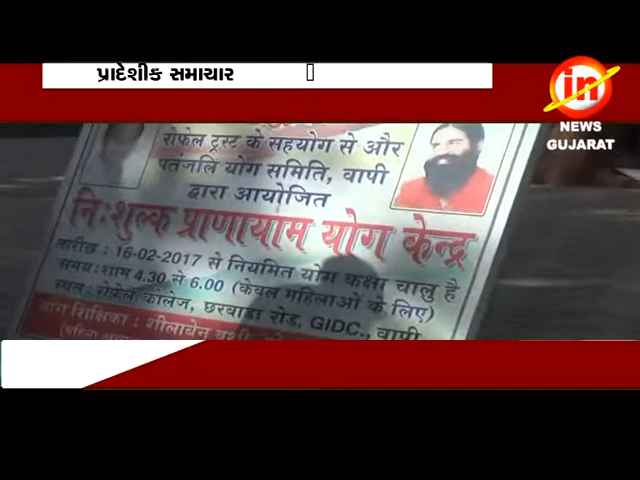 પ્રાદેશીક સમાચાર
in
NEWS
GUJARAT
रोफेल ट्रस्ट के सहयोग से और
पतंजलि योग समिति, वापी
द्वारा आयोजित
निःशुल्क प्राणायाम योग केन्द्र
तारीख : 16-02-2017 से नियमित योग कक्षा चालु है
समय : शाम 4.30 से 6.00 (केवल महिलाओं के लिए)
स्थल : रोफेल कॉलेज, छरवाडा रोड, GIDC., वापी
योग शिक्षिका : शीलाबेन